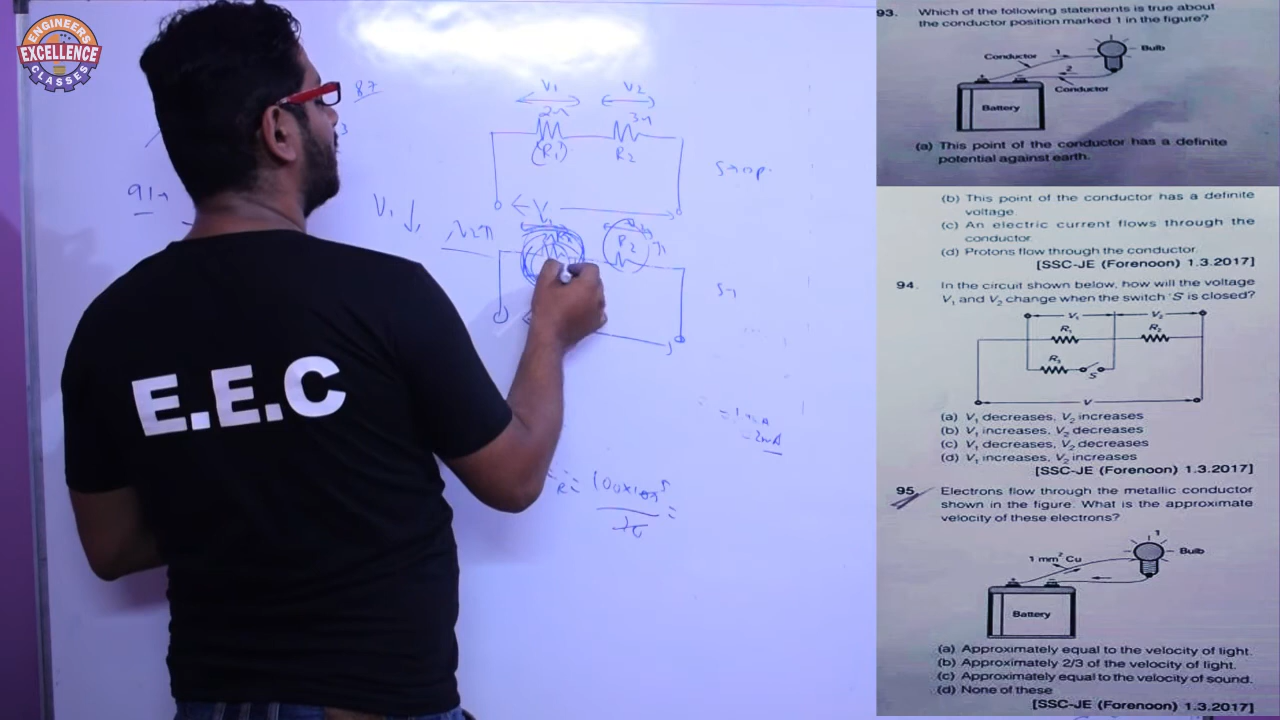 ENGINEERS
EXCELLENCE
CLASSES
87
V₁ V₂
2Ω 3Ω
(R₁) R₂
V₁ ↓
R₂
E.E.C
93. Which of the following statements is true about
the conductor position marked 1 in the figure?
Conductor 1 Bulb
2
Conductor
Battery
(a) This point of the conductor has a definite
potential against earth.
(b) This point of the conductor has a definite
voltage.
(c) An electric current flows through the
conductor.
(d) Protons flow through the conductor.
[SSC-JE (Forenoon) 1.3.2017]
94. In the circuit shown below, how will the voltage
V₁ and V₂ change when the switch 'S' is closed?
V₁ V₂
R₁ R₂
R₃ S
V
(a) V₁ decreases, V₂ increases
(b) V₁ increases, V₂ decreases
(c) V₁ decreases, V₂ decreases
(d) V₁ increases, V₂ increases
[SSC-JE (Forenoon) 1.3.2017]
95. Electrons flow through the metallic conductor
shown in the figure. What is the approximate
velocity of these electrons?
1
1 mm² Cu Bulb
Battery
(a) Approximately equal to the velocity of light.
(b) Approximately 2/3 of the velocity of light.
(c) Approximately equal to the velocity of sound.
(d) None of these
[SSC-JE (Forenoon) 1.3.2017]